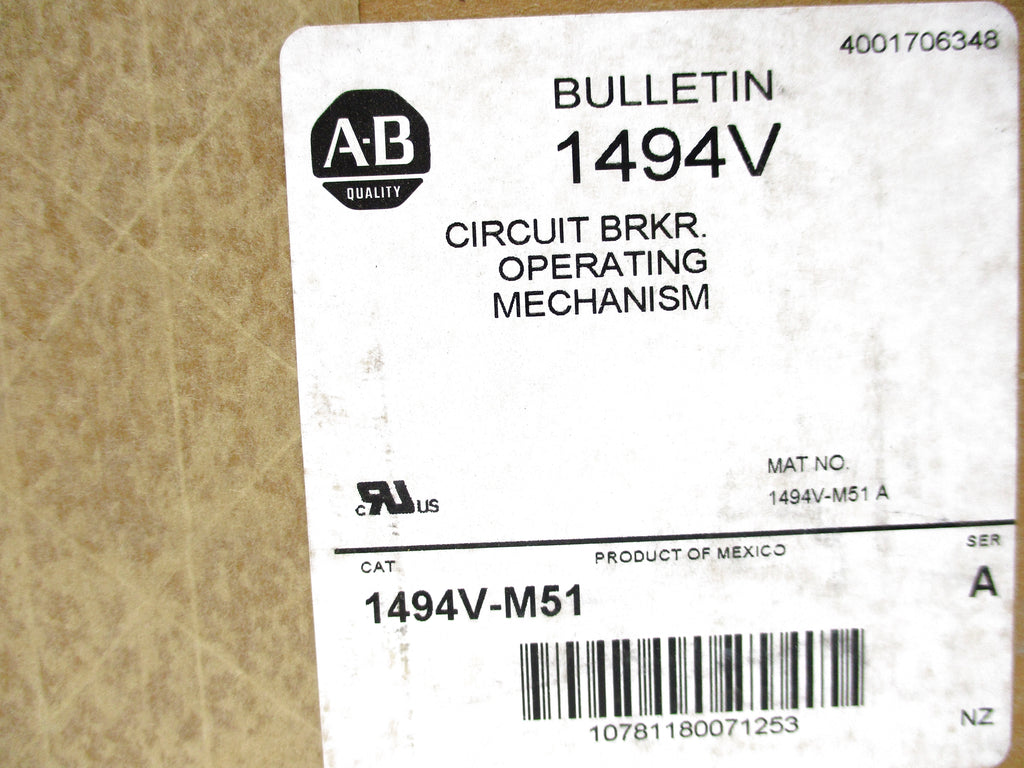 4001706348
BULLETIN
1494V
A-B
QUALITY
CIRCUIT BRKR.
OPERATING
MECHANISM
MAT NO.
1494V-M51 A
c RU US
PRODUCT OF MEXICO
SER
CAT
A
1494V-M51
10781180071253
NZ